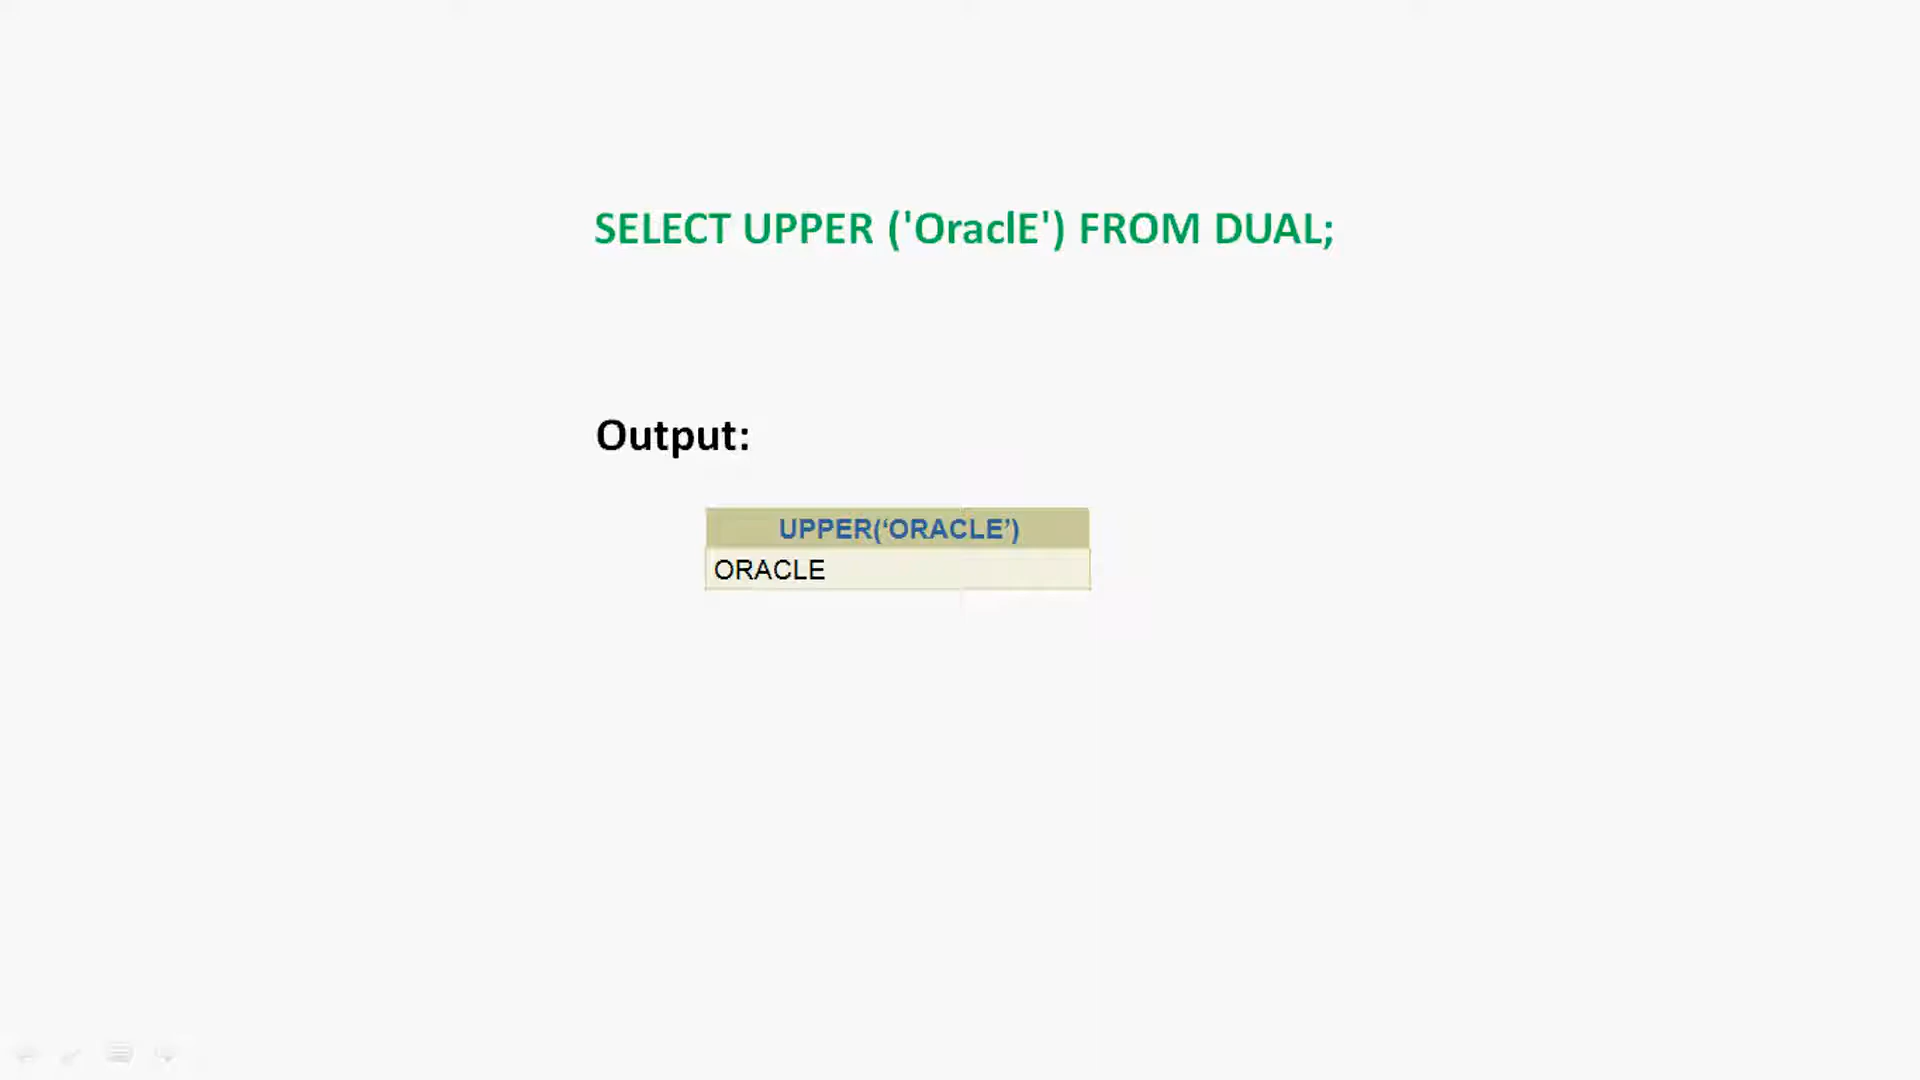 SELECT UPPER ('OraclE') FROM DUAL;
Output:
UPPER(‘ORACLE’)
ORACLE